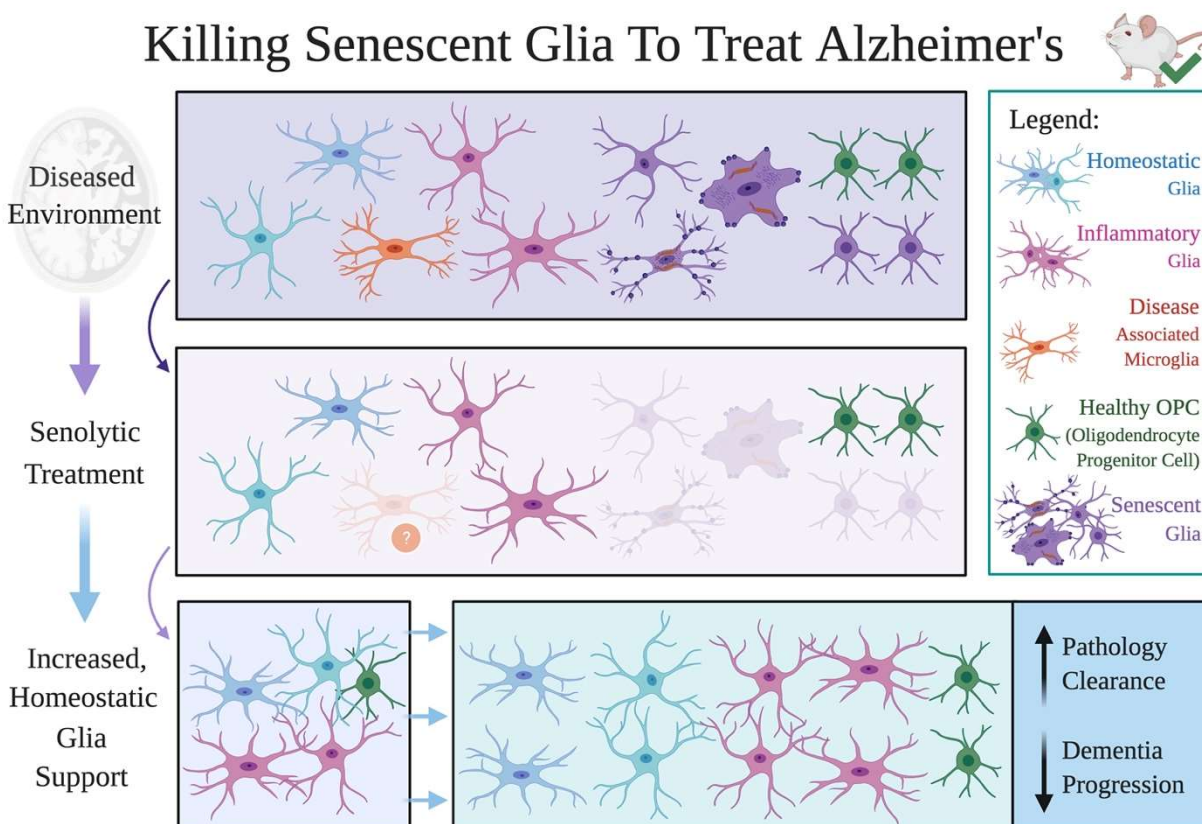 Killing Senescent Glia To Treat Alzheimer's
Diseased
Environment
Senolytic
Treatment
?
Increased,
Homeostatic
Glia
Support
Legend:
Homeostatic
Glia
Inflammatory
Glia
Disease
Associated
Microglia
Healthy OPC
(Oligodendrocyte
Progenitor Cell)
Senescent
Glia
Pathology
Clearance
Dementia
Progression